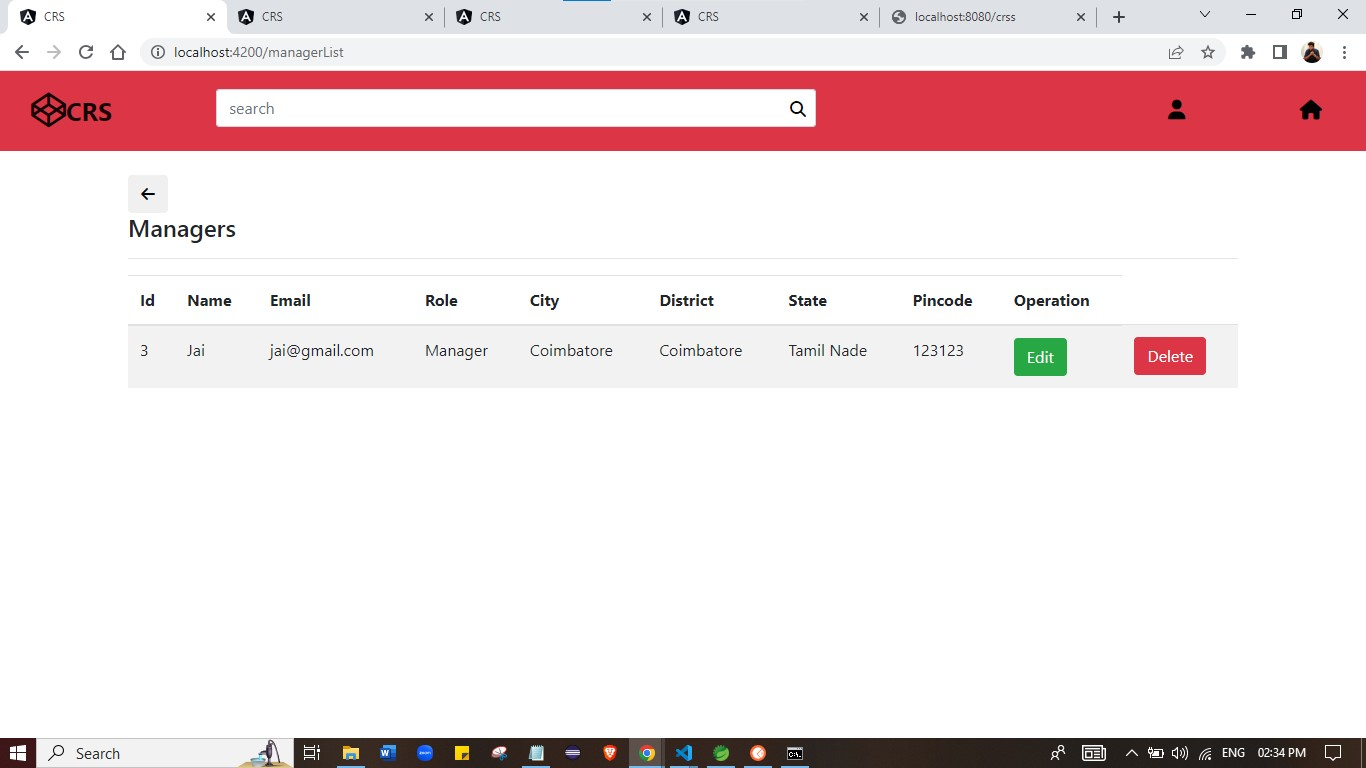 CRS CRS CRS CRS localhost:8080/crss
localhost:4200/managerList
CRS search
Managers
Id Name Email Role City District State Pincode Operation
3 Jai jai@gmail.com Manager Coimbatore Coimbatore Tamil Nade 123123 Edit Delete
Search ENG 02:34 PM